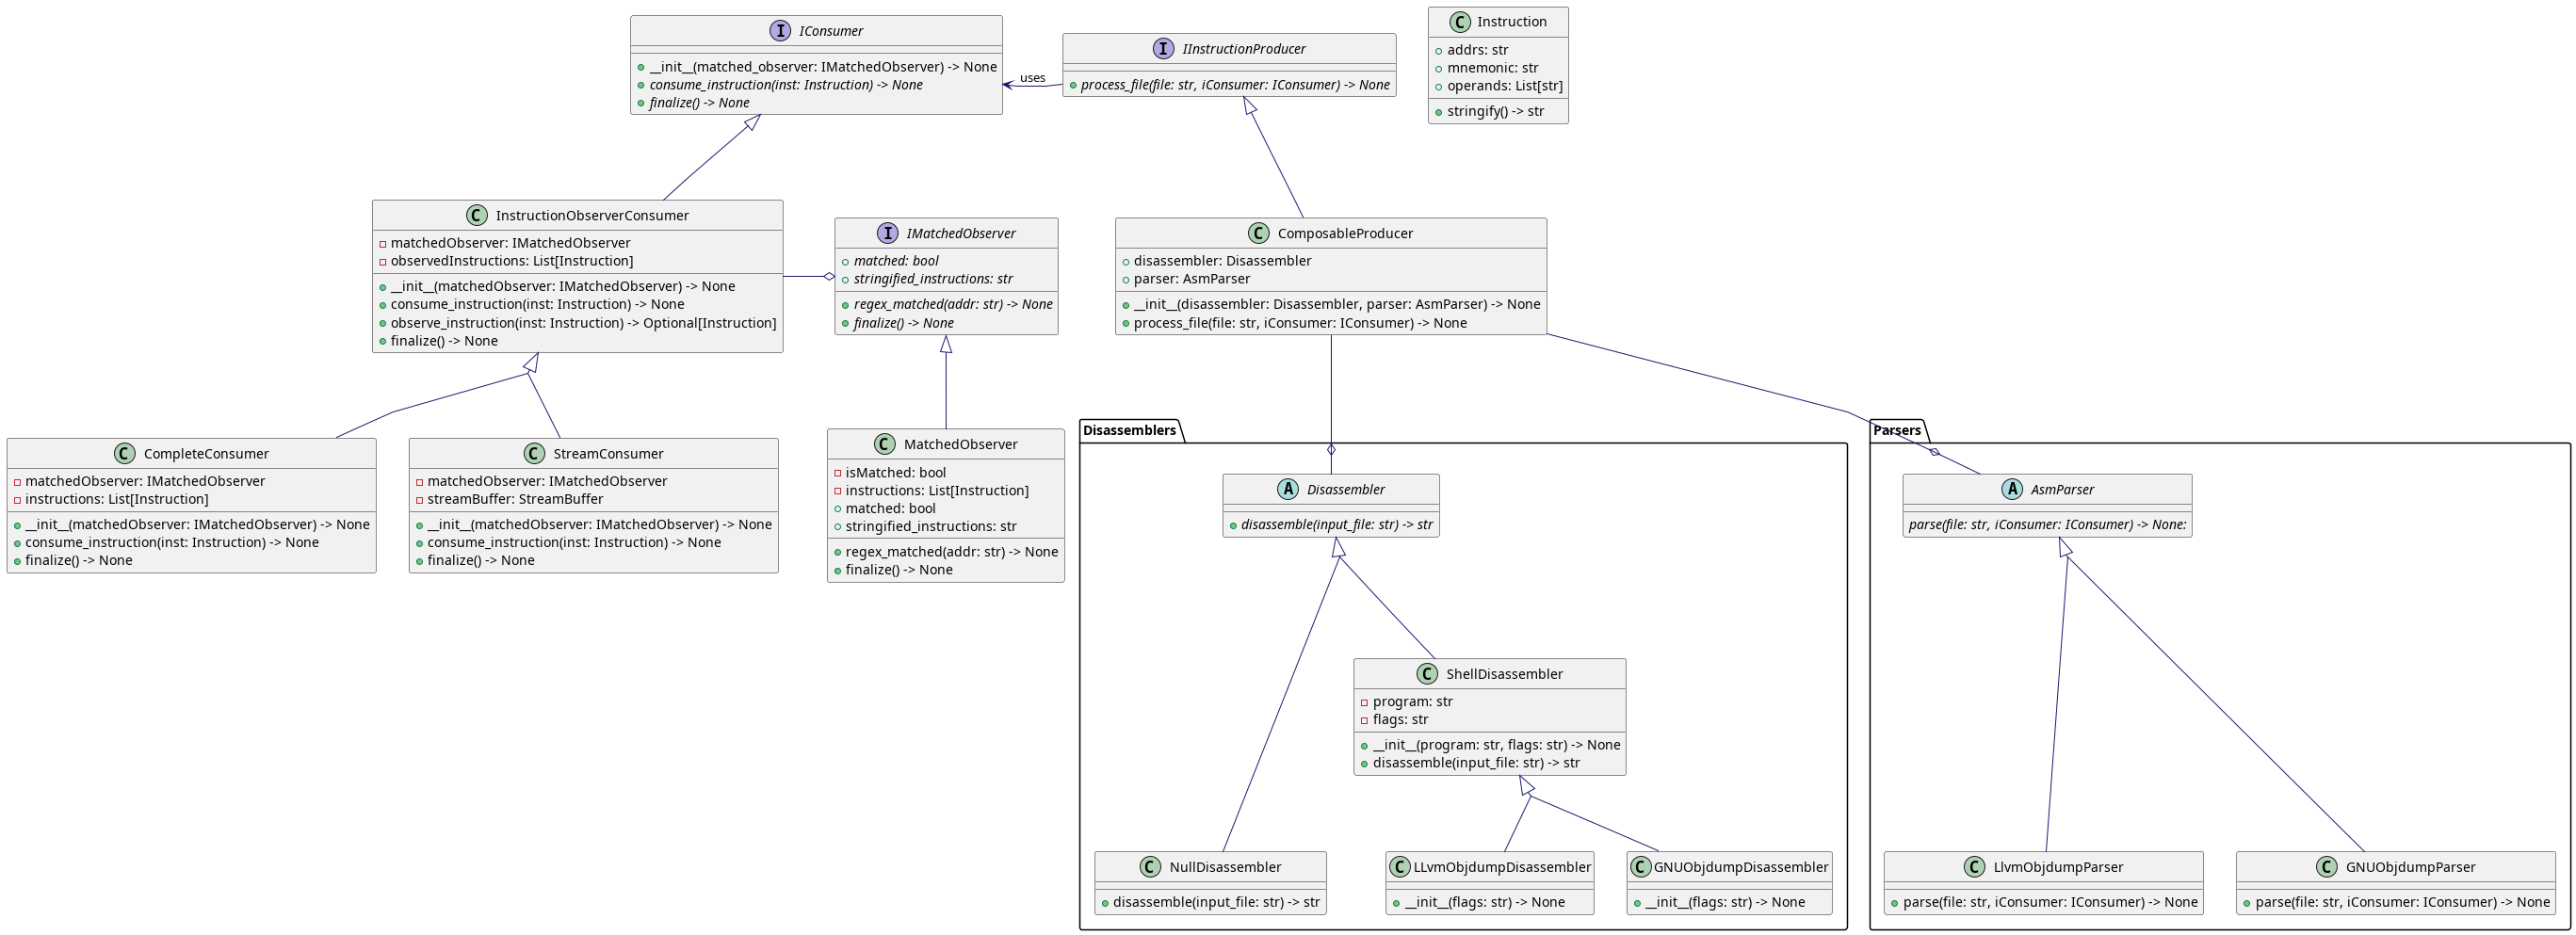 I IConsumer
__init__(matched_observer: IMatchedObserver) -> None
consume_instruction(inst: Instruction) -> None
finalize() -> None
uses
I IInstructionProducer
process_file(file: str, iConsumer: IConsumer) -> None
C Instruction
addrs: str
mnemonic: str
operands: List[str]
stringify() -> str
C InstructionObserverConsumer
matchedObserver: IMatchedObserver
observedInstructions: List[Instruction]
__init__(matchedObserver: IMatchedObserver) -> None
consume_instruction(inst: Instruction) -> None
observe_instruction(inst: Instruction) -> Optional[Instruction]
finalize() -> None
I IMatchedObserver
matched: bool
stringified_instructions: str
regex_matched(addr: str) -> None
finalize() -> None
C ComposableProducer
disassembler: Disassembler
parser: AsmParser
__init__(disassembler: Disassembler, parser: AsmParser) -> None
process_file(file: str, iConsumer: IConsumer) -> None
C CompleteConsumer
matchedObserver: IMatchedObserver
instructions: List[Instruction]
__init__(matchedObserver: IMatchedObserver) -> None
consume_instruction(inst: Instruction) -> None
finalize() -> None
C StreamConsumer
matchedObserver: IMatchedObserver
streamBuffer: StreamBuffer
__init__(matchedObserver: IMatchedObserver) -> None
consume_instruction(inst: Instruction) -> None
finalize() -> None
C MatchedObserver
isMatched: bool
instructions: List[Instruction]
matched: bool
stringified_instructions: str
regex_matched(addr: str) -> None
finalize() -> None
Disassemblers
A Disassembler
disassemble(input_file: str) -> str
C ShellDisassembler
program: str
flags: str
__init__(program: str, flags: str) -> None
disassemble(input_file: str) -> str
C NullDisassembler
disassemble(input_file: str) -> str
C LLvmObjdumpDisassembler
__init__(flags: str) -> None
C GNUObjdumpDisassembler
__init__(flags: str) -> None
Parsers
A AsmParser
parse(file: str, iConsumer: IConsumer) -> None:
C LlvmObjdumpParser
parse(file: str, iConsumer: IConsumer) -> None
C GNUObjdumpParser
parse(file: str, iConsumer: IConsumer) -> None